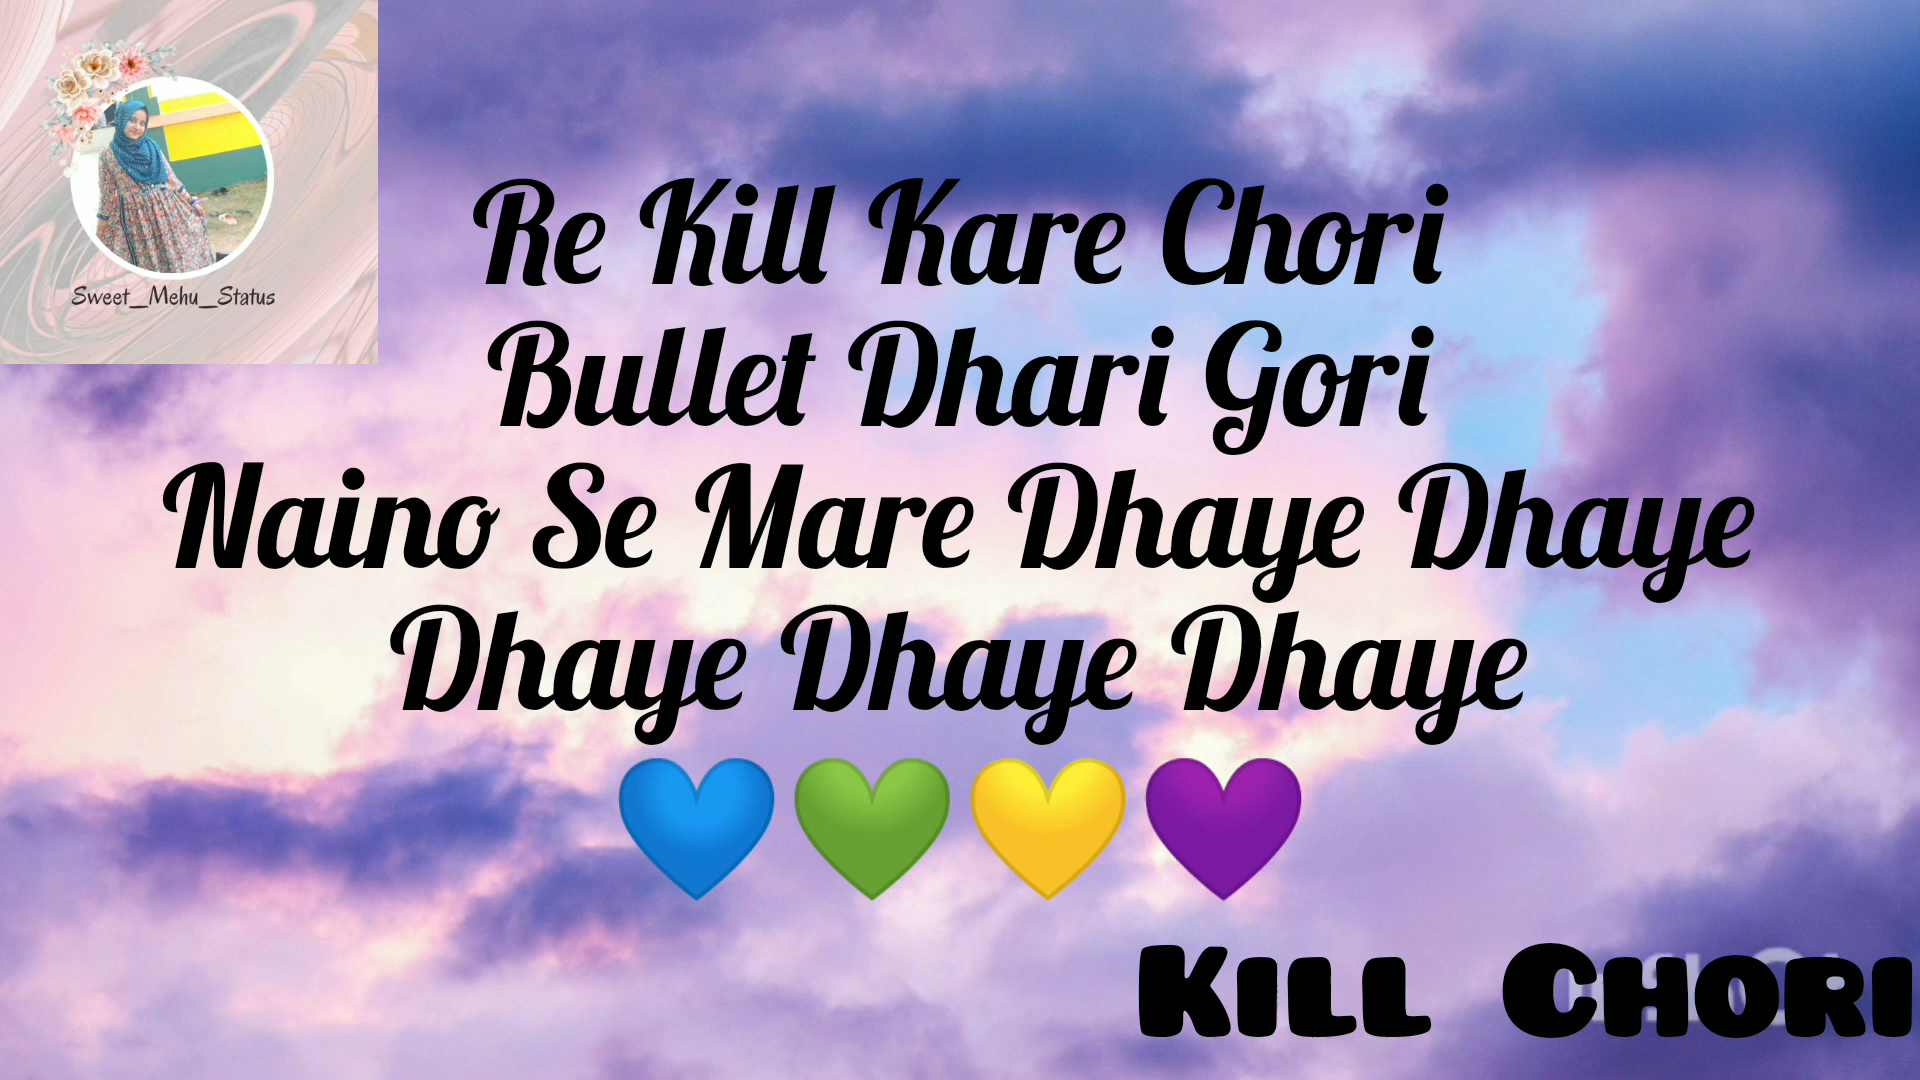 Sweet_Mehu_Status
Re Kill Kare Chori
Bullet Dhari Gori
Naino Se Mare Dhaye Dhaye
Dhaye Dhaye Dhaye
💙💚💛💜
Kill Chori